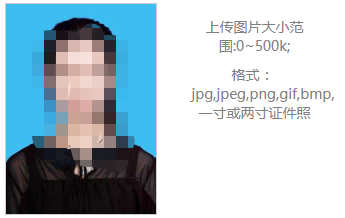 上传图片大小范
围:0~500k;
格式：
jpg,jpeg,png,gif,bmp,
一寸或两寸证件照